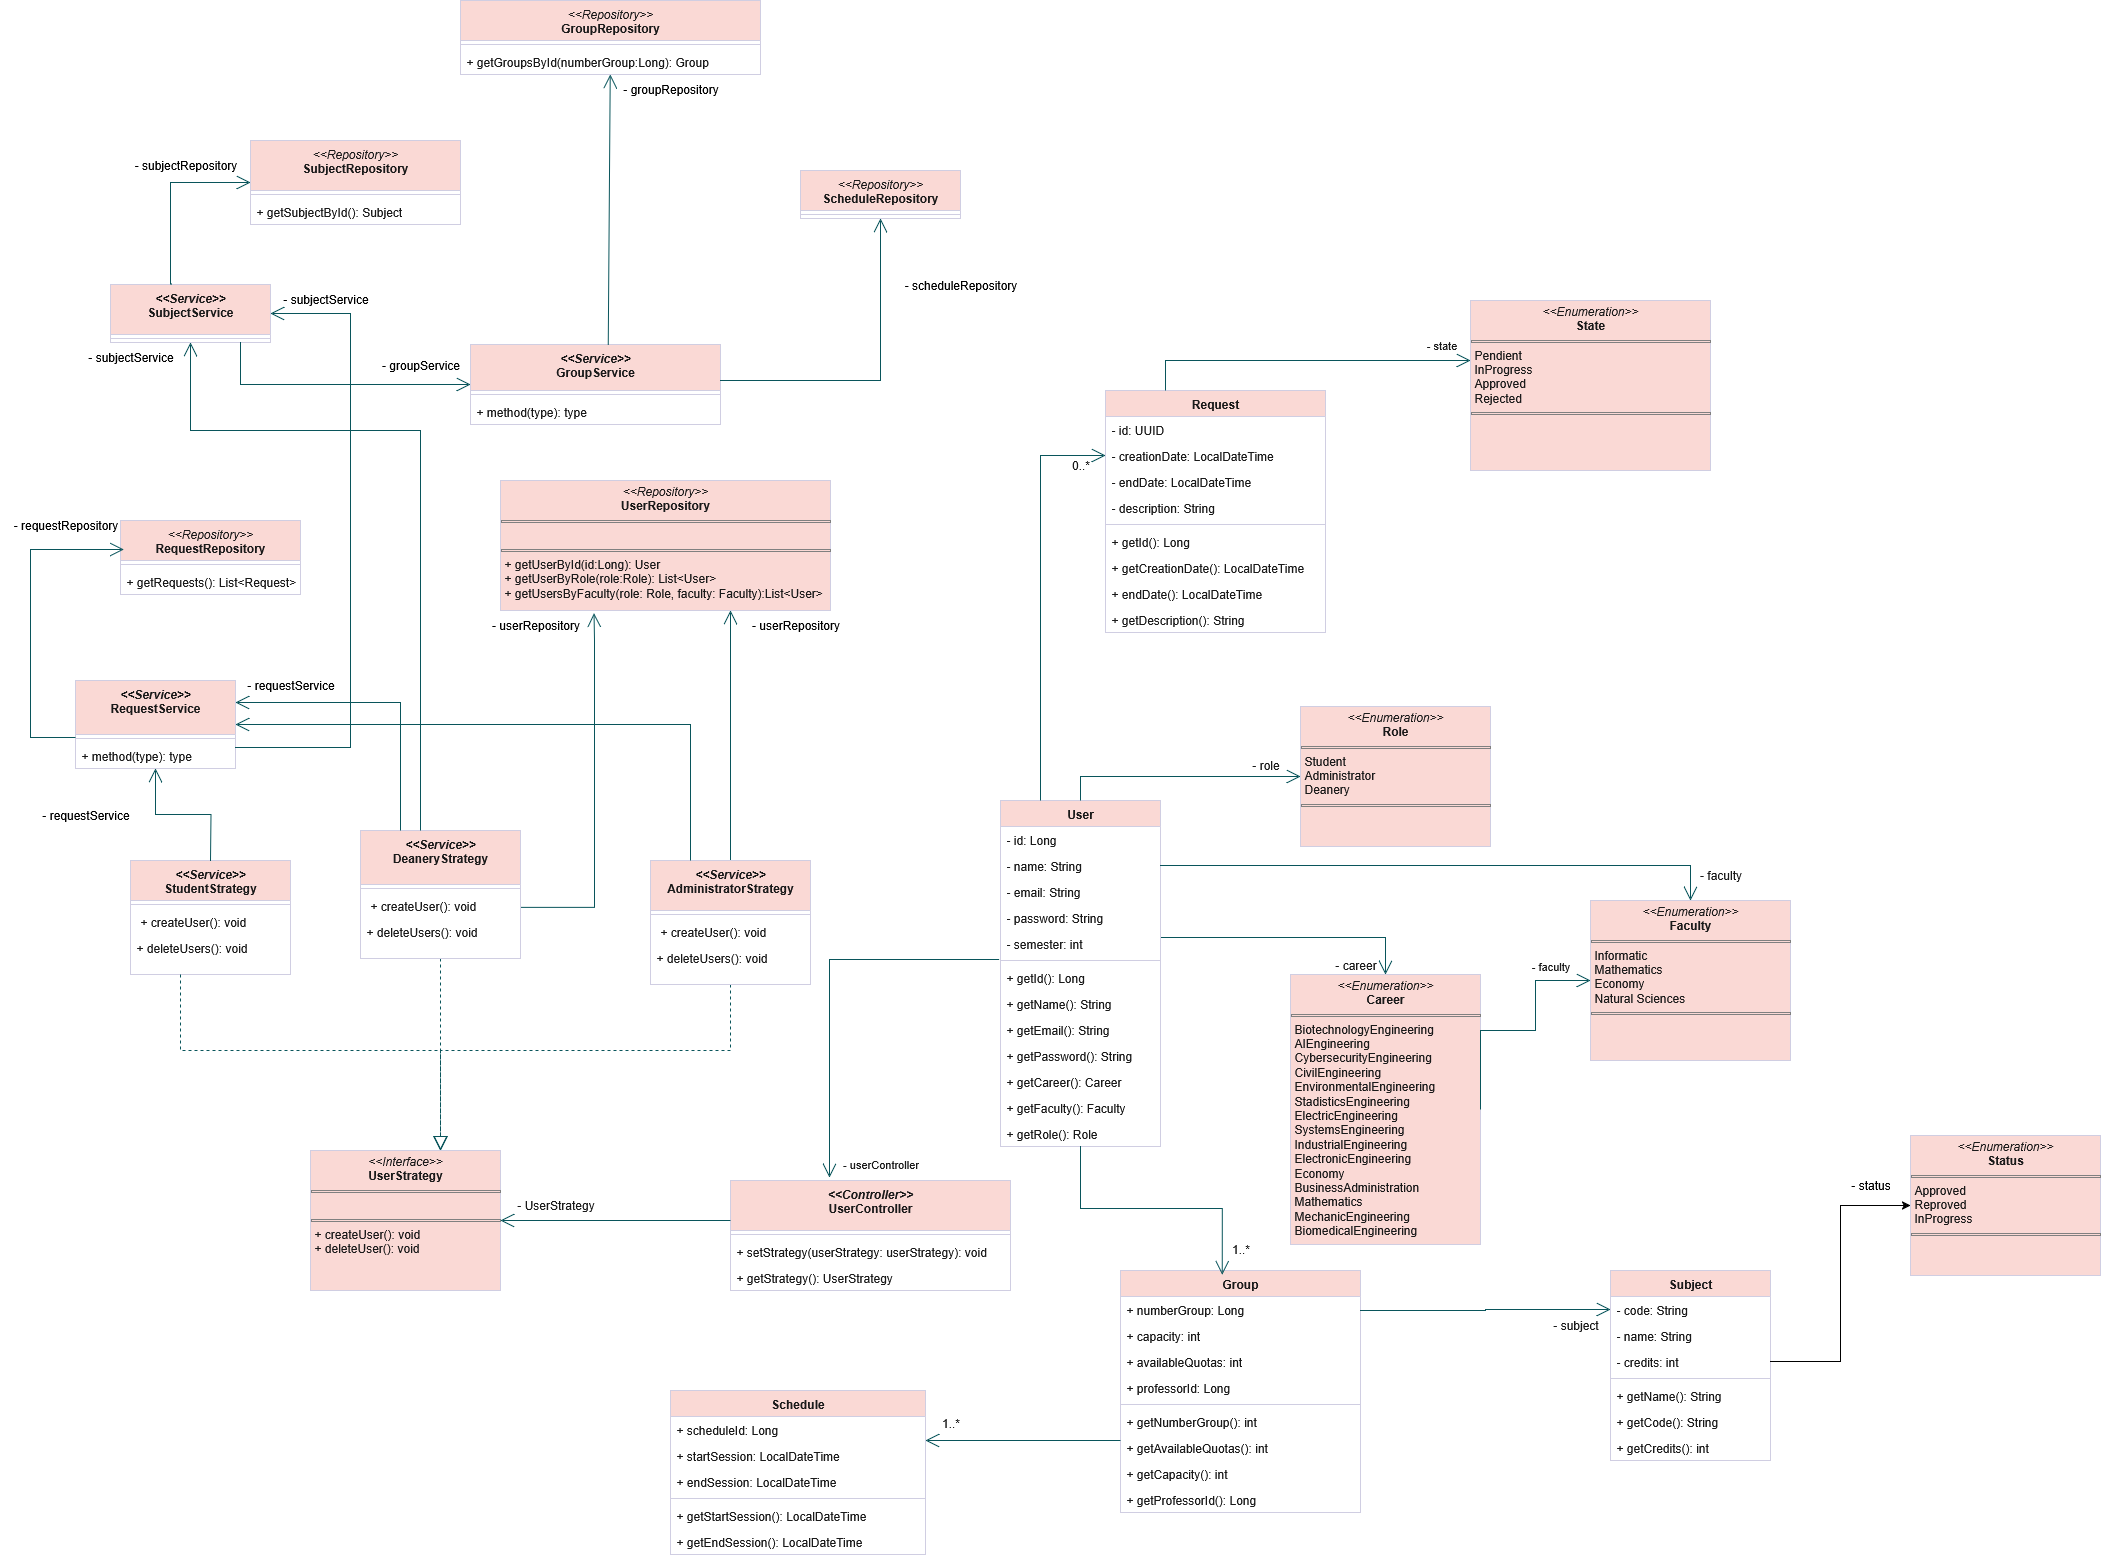 <<Repository>>
GroupRepository
+ getGroupsById(numberGroup:Long): Group
- groupRepository
- subjectRepository
<<Repository>>
SubjectRepository
+ getSubjectById(): Subject
<<Repository>>
ScheduleRepository
- scheduleRepository
<<Service>>
SubjectService
- subjectService
- subjectService
- groupService
<<Service>>
GroupService
+ method(type): type
<<Enumeration>>
State
Pendient
InProgress
Approved
Rejected
- state
Request
- id: UUID
- creationDate: LocalDateTime
- endDate: LocalDateTime
- description: String
+ getId(): Long
+ getCreationDate(): LocalDateTime
+ endDate(): LocalDateTime
+ getDescription(): String
0..*
<<Repository>>
UserRepository
+ getUserById(id:Long): User
+ getUserByRole(role:Role): List<User>
+ getUsersByFaculty(role: Role, faculty: Faculty):List<User>
- userRepository
- userRepository
- requestRepository
<<Repository>>
RequestRepository
+ getRequests(): List<Request>
<<Service>>
RequestService
+ method(type): type
- requestService
- requestService
<<Service>>
StudentStrategy
+ createUser(): void
+ deleteUsers(): void
<<Service>>
DeaneryStrategy
+ createUser(): void
+ deleteUsers(): void
<<Service>>
AdministratorStrategy
+ createUser(): void
+ deleteUsers(): void
<<Enumeration>>
Role
Student
Administrator
Deanery
- role
User
- id: Long
- name: String
- email: String
- password: String
- semester: int
+ getId(): Long
+ getName(): String
+ getEmail(): String
+ getPassword(): String
+ getCareer(): Career
+ getFaculty(): Faculty
+ getRole(): Role
- faculty
<<Enumeration>>
Faculty
Informatic
Mathematics
Economy
Natural Sciences
- faculty
- career
<<Enumeration>>
Career
BiotechnologyEngineering
AIEngineering
CybersecurityEngineering
CivilEngineering
EnvironmentalEngineering
StadisticsEngineering
ElectricEngineering
SystemsEngineering
IndustrialEngineering
ElectronicEngineering
Economy
BusinessAdministration
Mathematics
MechanicEngineering
BiomedicalEngineering
<<Interface>>
UserStrategy
+ createUser(): void
+ deleteUser(): void
- UserStrategy
- userController
<<Controller>>
UserController
+ setStrategy(userStrategy: userStrategy): void
+ getStrategy(): UserStrategy
<<Enumeration>>
Status
Approved
Reproved
InProgress
- status
1..*
Group
+ numberGroup: Long
+ capacity: int
+ availableQuotas: int
+ professorId: Long
+ getNumberGroup(): int
+ getAvailableQuotas(): int
+ getCapacity(): int
+ getProfessorId(): Long
- subject
Subject
- code: String
- name: String
- credits: int
+ getName(): String
+ getCode(): String
+ getCredits(): int
1..*
Schedule
+ scheduleId: Long
+ startSession: LocalDateTime
+ endSession: LocalDateTime
+ getStartSession(): LocalDateTime
+ getEndSession(): LocalDateTime